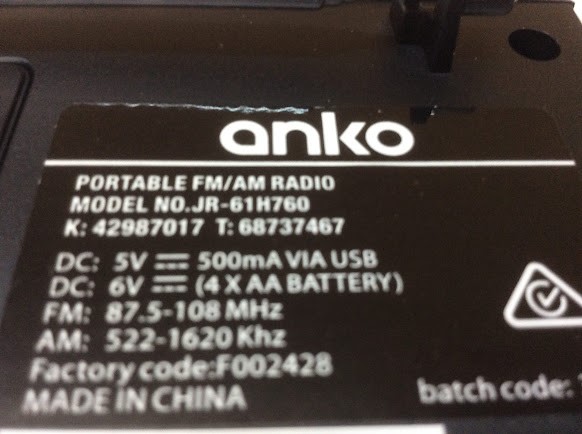 anko
PORTABLE FM/AM RADIO
MODEL NO.JR-61H760
K: 42987017 T: 68737467
DC: 5V 500mA VIA USB
DC: 6V (4 X AA BATTERY)
FM: 87.5-108 MHz
AM: 522-1620 Khz
Factory code:F002428
MADE IN CHINA
batch code: